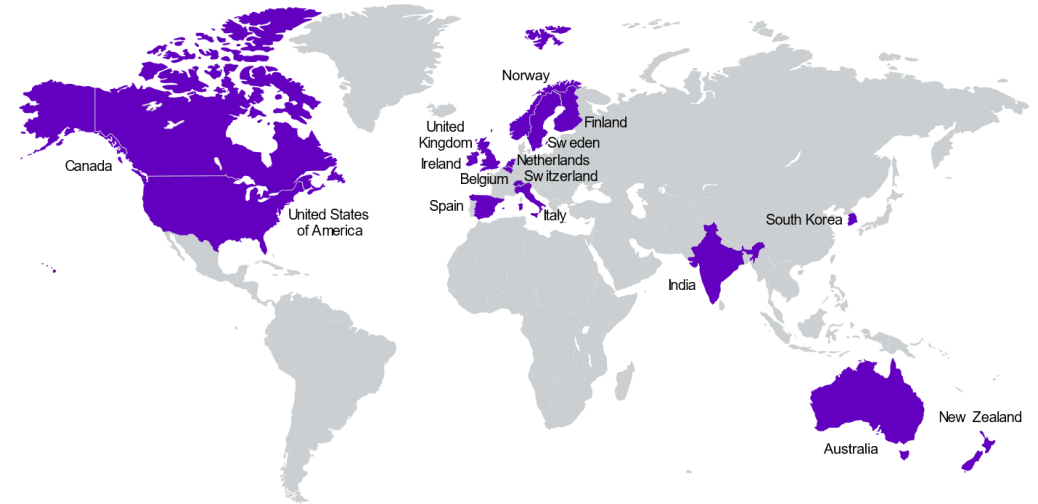 Norway
Finland
United
Kingdom
Sweden
Ireland
Netherlands
Canada
Belgium
Switzerland
Spain
Italy
United States
of America
South Korea
India
New Zealand
Australia